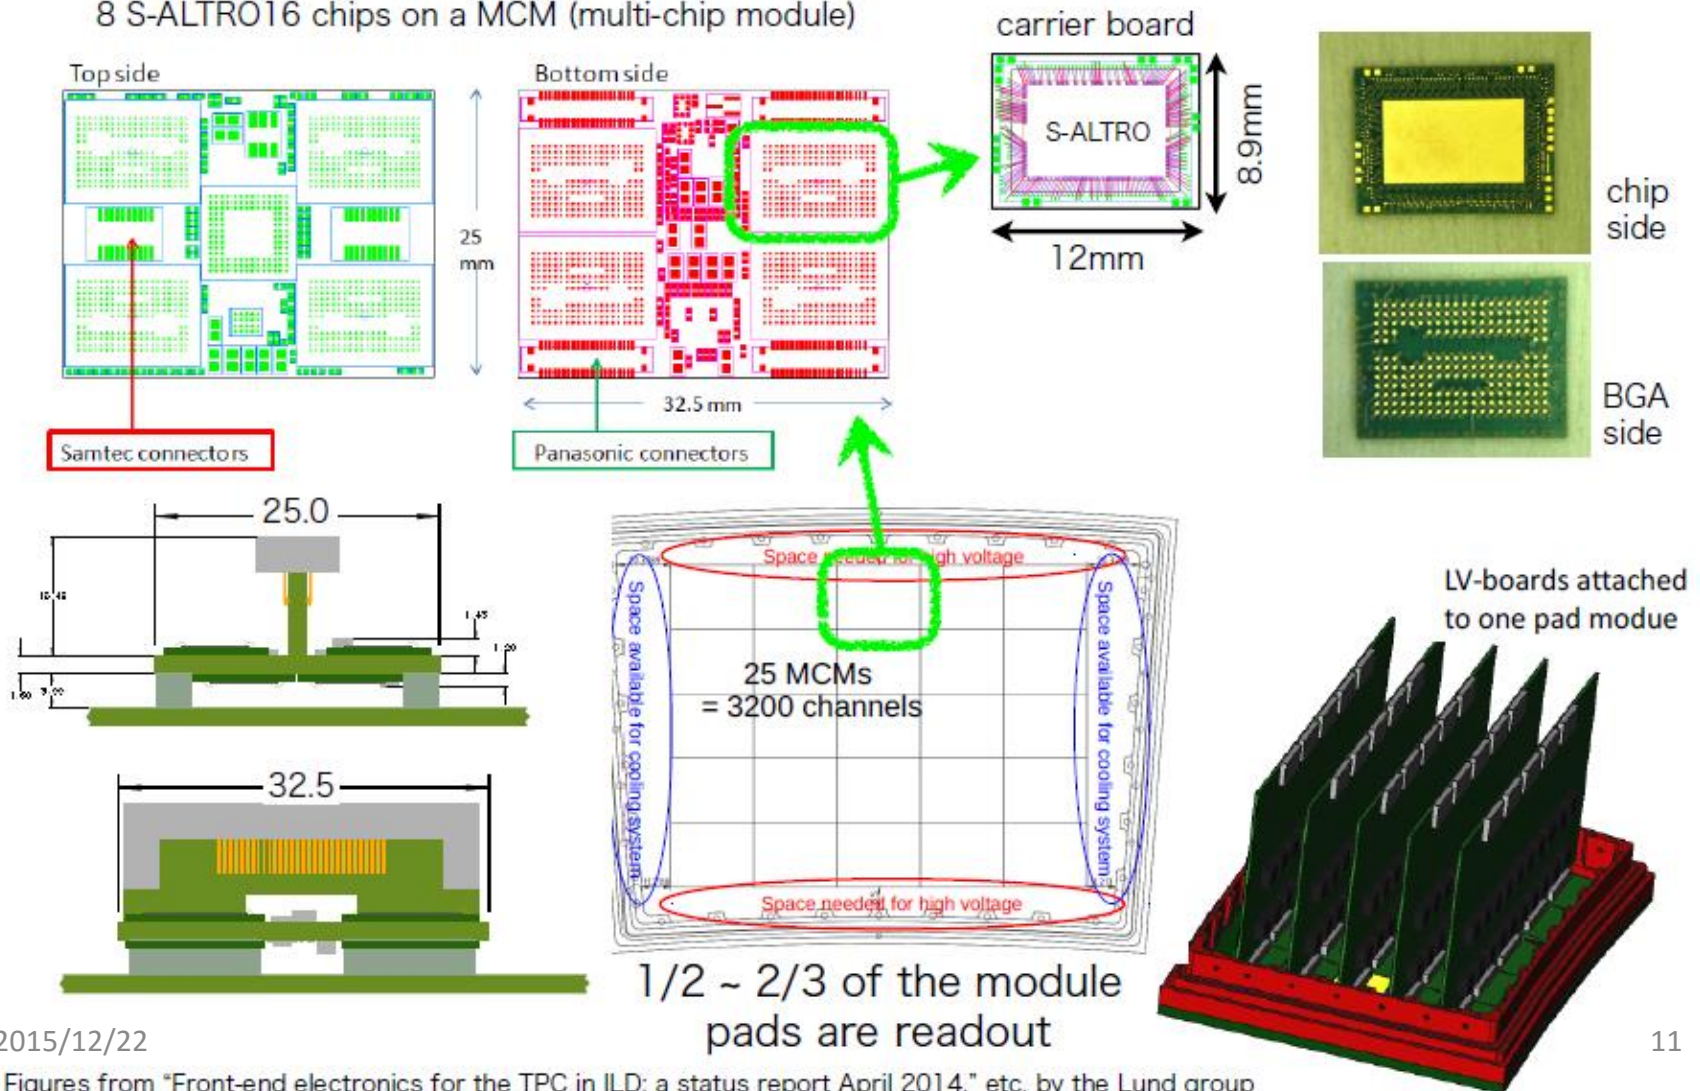 8 S-ALTRO16 chips on a MCM (multi-chip module)
carrier board
Top side
Bottom side
S-ALTRO
8.9mm
12mm
chip
side
25
mm
32.5 mm
BGA
side
Samtec connectors
Panasonic connectors
25.0
1.45
1.20
32.5
Space needed for high voltage
Space available for cooling system
Space available for cooling system
25 MCMs
= 3200 channels
Space needed for high voltage
LV-boards attached
to one pad modue
1/2 ~ 2/3 of the module
pads are readout
2015/12/22
11
Figures from "Front-end electronics for the TPC in ILD: a status report April 2014," etc. by the Lund group